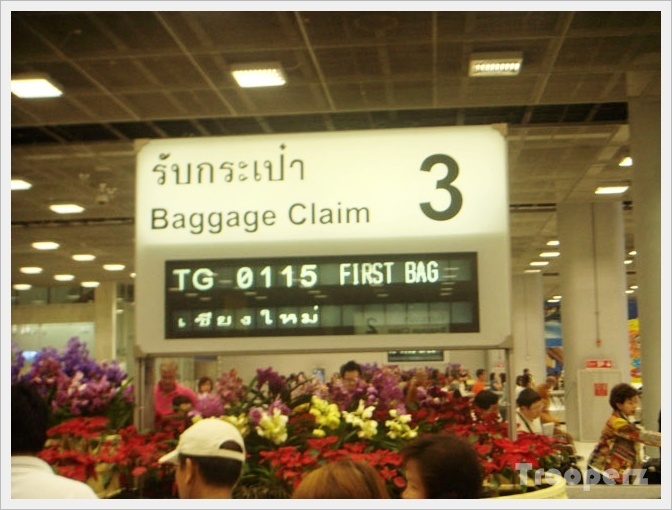 รับกระเป๋า
Baggage Claim
3
TG 0115 FIRST BAG
เชียงใหม่
Trooperz